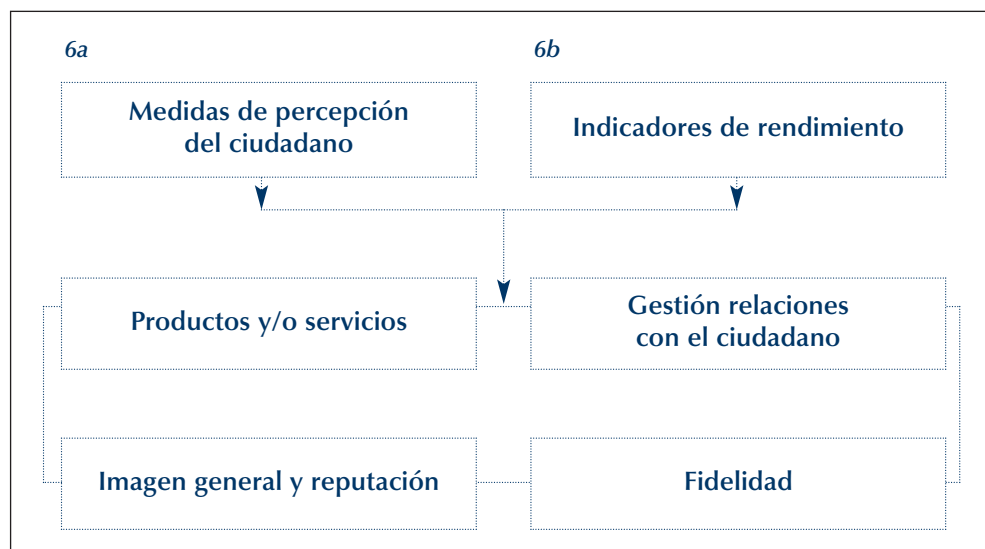 6a
6b
Medidas de percepción
del ciudadano
Indicadores de rendimiento
Productos y/o servicios
Gestión relaciones
con el ciudadano
Imagen general y reputación
Fidelidad